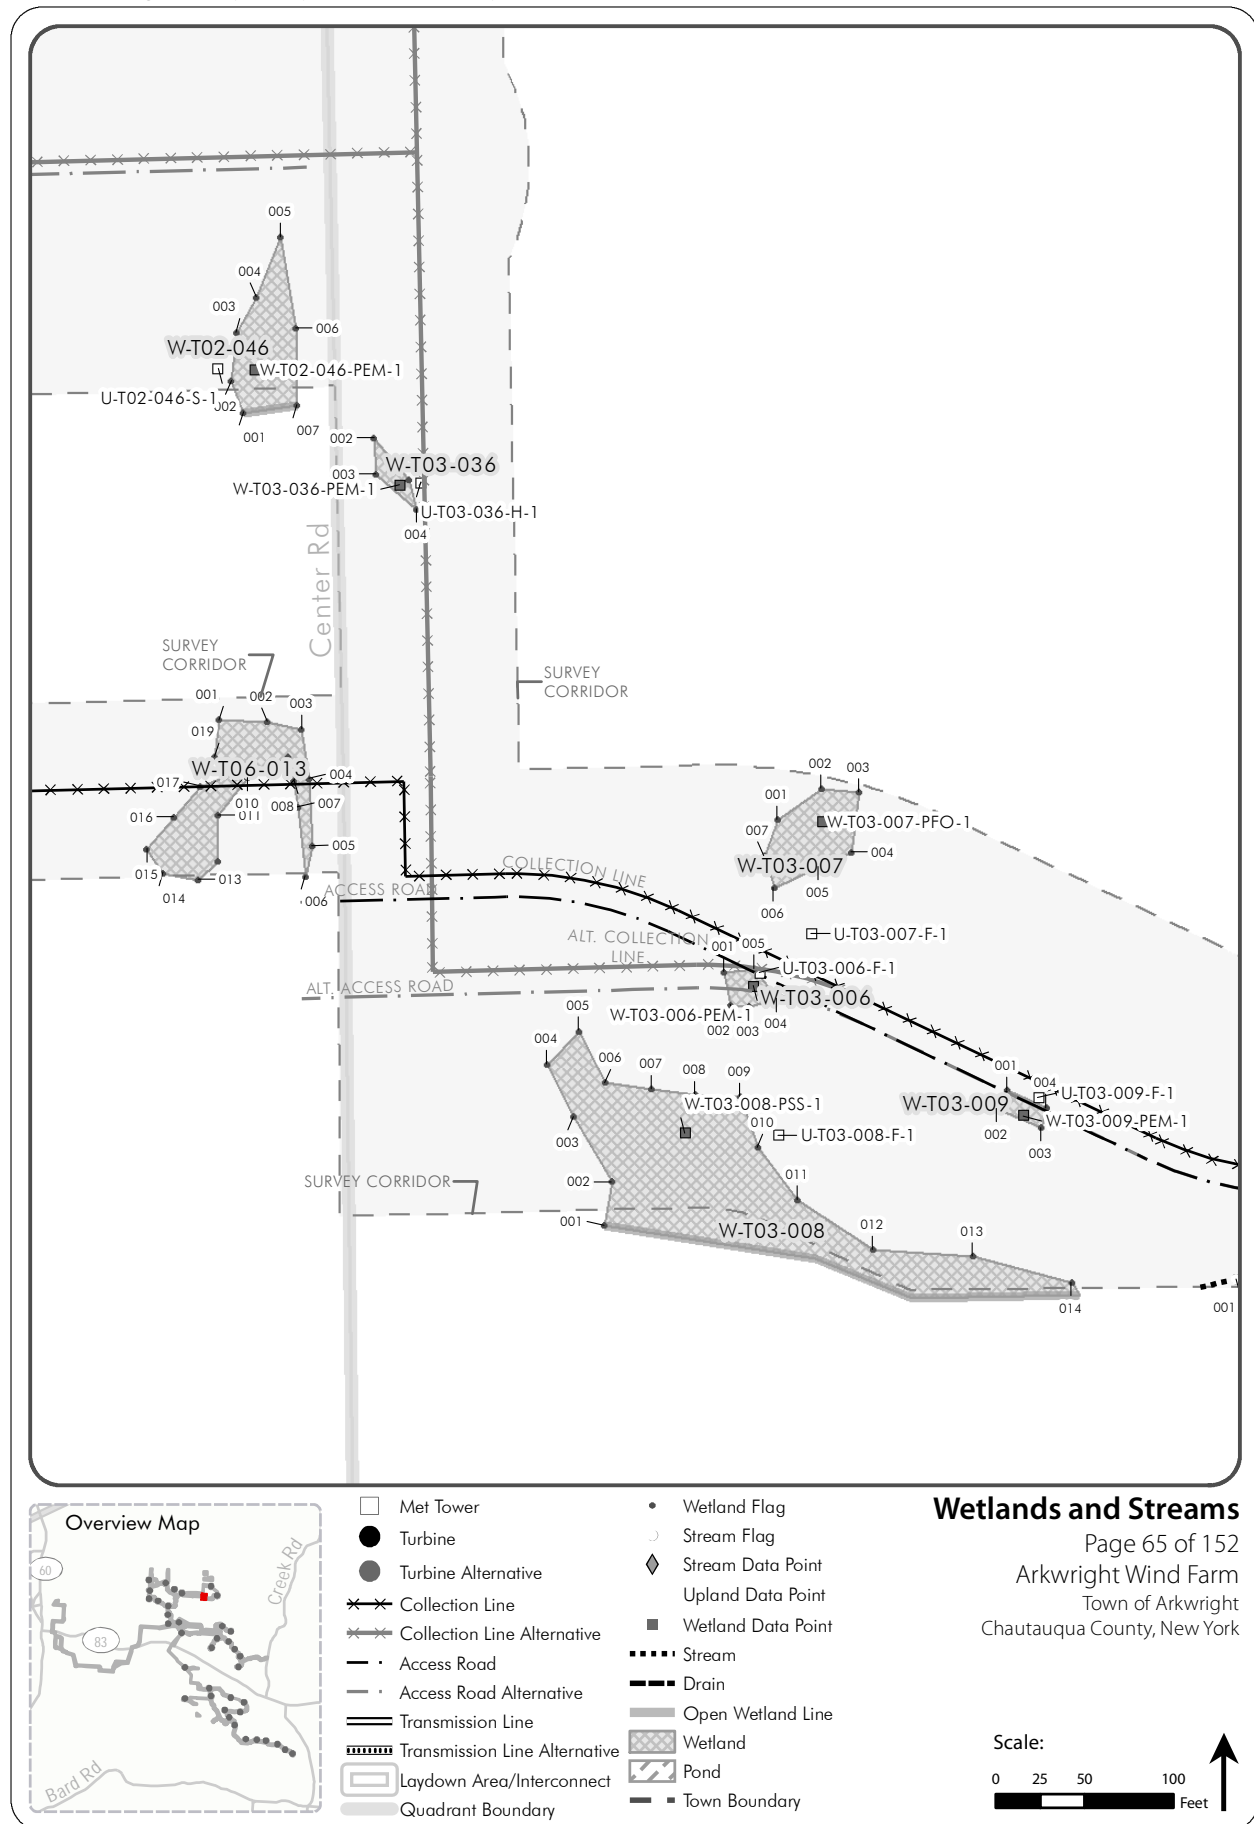 005
004
003
006
W-T02-046
W-T02-046-PEM-1
U-T02-046-S-1
002
001
007
002
W-T03-036
003
W-T03-036-PEM-1
U-T03-036-H-1
004
Center Rd
SURVEY
CORRIDOR
SURVEY
CORRIDOR
001
002
003
019
W-T06-013
017
004
010
008
007
016
011
005
015
013
014
006
002
003
001
W-T03-007-PFO-1
007
004
W-T03-007
005
006
COLLECTION LINE
ACCESS ROAD
U-T03-007-F-1
ALT. COLLECTION
LINE
001
005
U-T03-006-F-1
ALT. ACCESS ROAD
W-T03-006
W-T03-006-PEM-1
004
002
003
005
004
006
007
008
009
W-T03-008-PSS-1
010
U-T03-008-F-1
003
001
004
U-T03-009-F-1
W-T03-009
W-T03-009-PEM-1
002
003
SURVEY CORRIDOR
002
011
001
W-T03-008
012
013
014
001
Overview Map
60
83
Creek Rd
Bard Rd
Met Tower
Turbine
Turbine Alternative
Collection Line
Collection Line Alternative
Access Road
Access Road Alternative
Transmission Line
Transmission Line Alternative
Laydown Area/Interconnect
Quadrant Boundary
Wetland Flag
Stream Flag
Stream Data Point
Upland Data Point
Wetland Data Point
Stream
Drain
Open Wetland Line
Wetland
Pond
Town Boundary
Wetlands and Streams
Page 65 of 152
Arkwright Wind Farm
Town of Arkwright
Chautauqua County, New York
Scale:
0 25 50 100
Feet